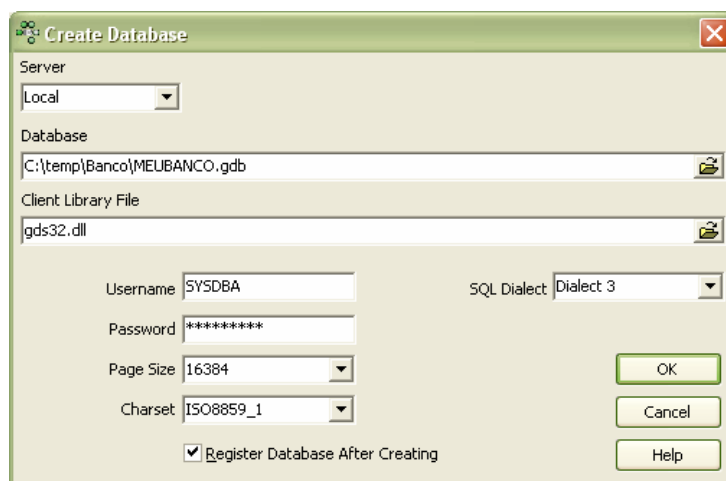 Create Database
Server
Local
Database
C:\temp\Banco\MEUBANCO.gdb
Client Library File
gds32.dll
Username SYSDBA SQL Dialect Dialect 3
Password *********
Page Size 16384 OK
Charset ISO8859_1 Cancel
Register Database After Creating Help